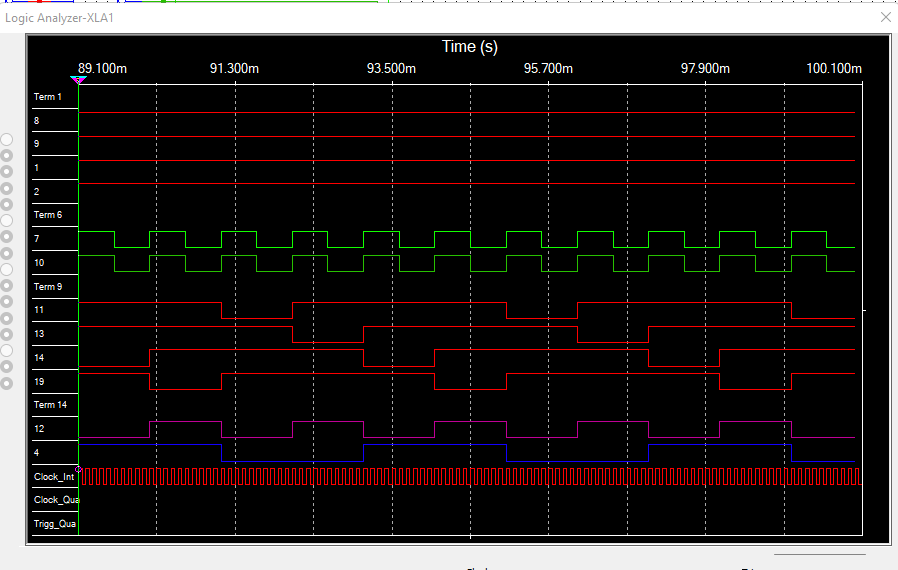 Logic Analyzer-XLA1
Time (s)
89.100m 91.300m 93.500m 95.700m 97.900m 100.100m
Term 1
8
9
1
2
Term 6
7
10
Term 9
11
13
14
19
Term 14
12
4
Clock_Int
Clock_Qua
Trigg_Qua